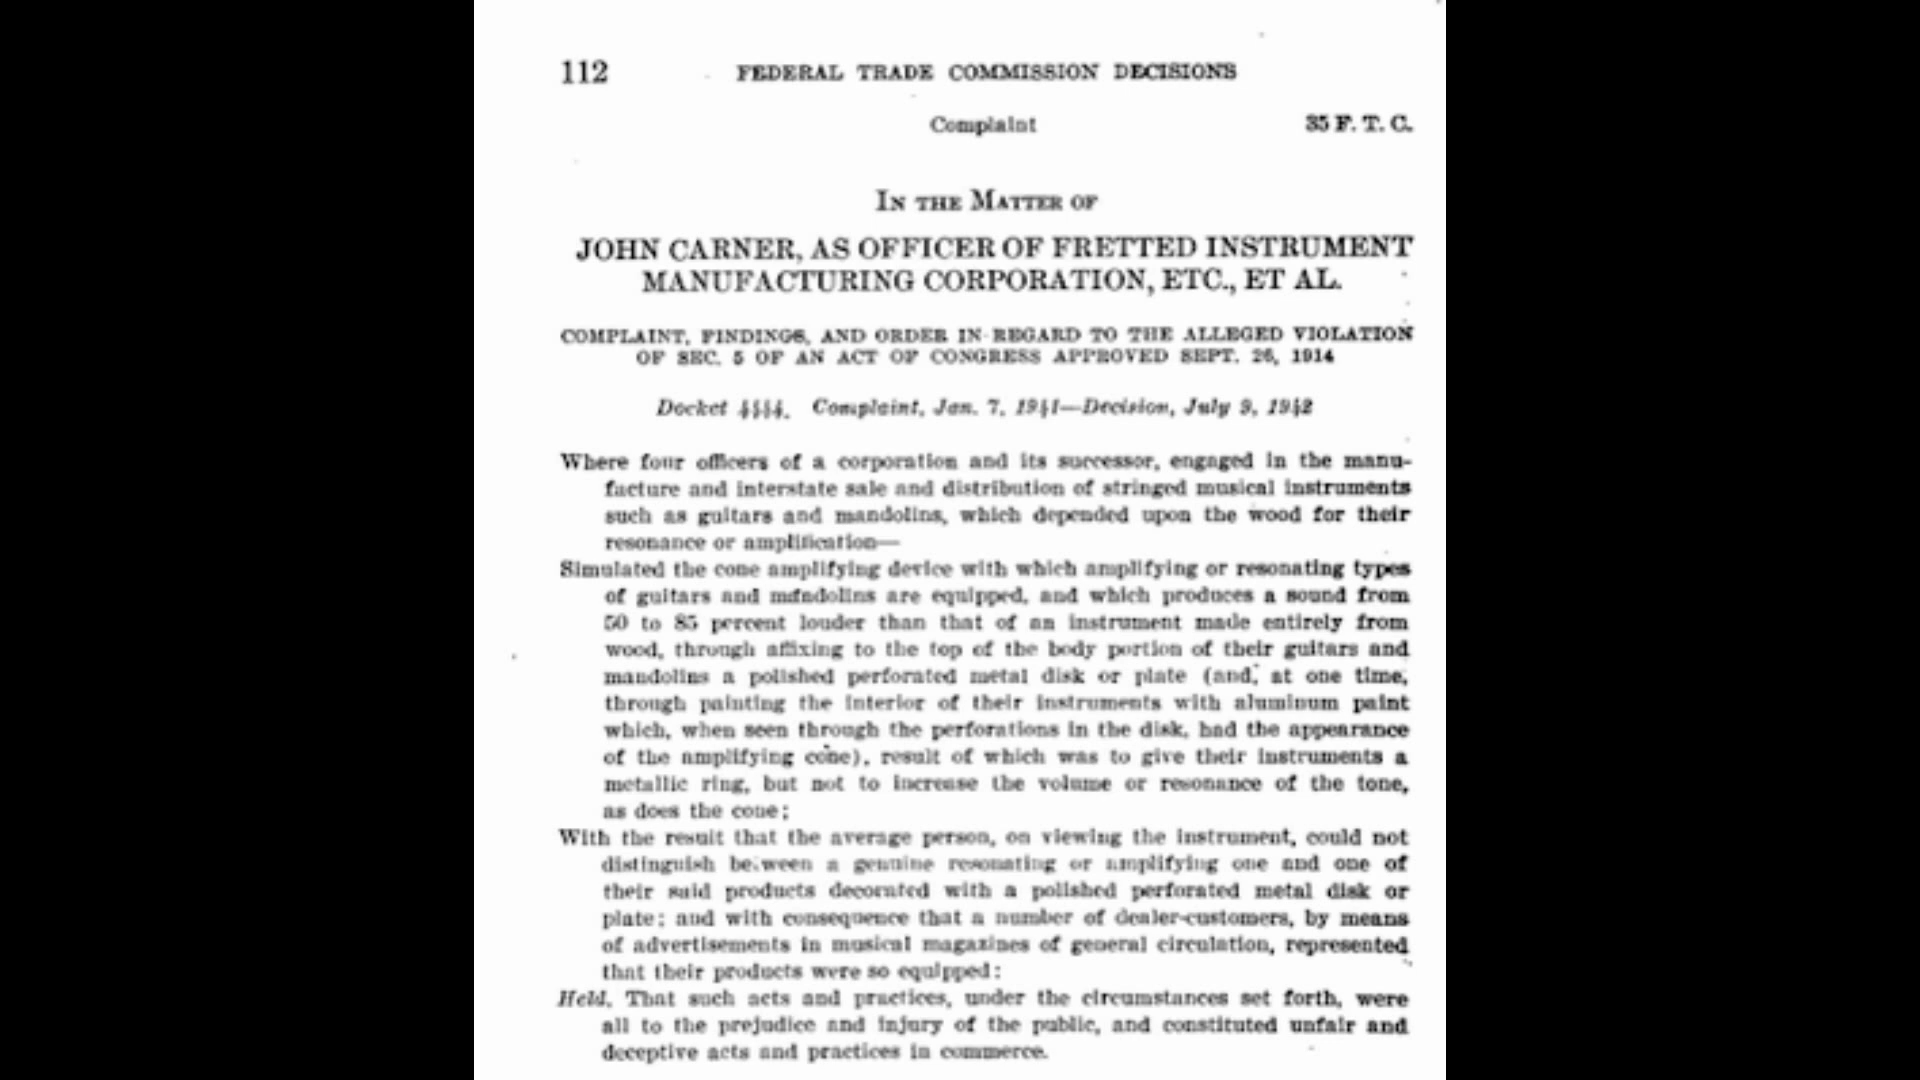 112 FEDERAL TRADE COMMISSION DECISIONS
Complaint 35 F. T. C.
IN THE MATTER OF
JOHN CARNER, AS OFFICER OF FRETTED INSTRUMENT
MANUFACTURING CORPORATION, ETC., ET AL.
COMPLAINT, FINDINGS, AND ORDER IN REGARD TO THE ALLEGED VIOLATION
OF SEC. 5 OF AN ACT OF CONGRESS APPROVED SEPT. 26, 1914
Docket Complaint, Jan. 7, 1941—Decision, July 9, 1942
Where four officers of a corporation and its successor, engaged in the manu-
facture and interstate sale and distribution of stringed musical instruments
such as guitars and mandolins, which depended upon the wood for their
resonance or amplification—
Simulated the cone amplifying device with which amplifying or resonating types
of guitars and mandolins are equipped, and which produces a sound from
50 to 85 percent louder than that of an instrument made entirely from
wood, through affixing to the top of the body portion of their guitars and
mandolins a polished perforated metal disk or plate (and, at one time,
through painting the interior of their instruments with aluminum paint
which, when seen through the perforations in the disk, had the appearance
of the amplifying cone), result of which was to give their instruments a
metallic ring, but not to increase the volume or resonance of the tone,
as does the cone;
With the result that the average person, on viewing the instrument, could not
distinguish between a genuine resonating or amplifying one and one of
their said products decorated with a polished perforated metal disk or
plate; and with consequence that a number of dealer-customers, by means
of advertisements in musical magazines of general circulation, represented
that their products were so equipped:
Held, That such acts and practices, under the circumstances set forth, were
all to the prejudice and injury of the public, and constituted unfair and
deceptive acts and practices in commerce.